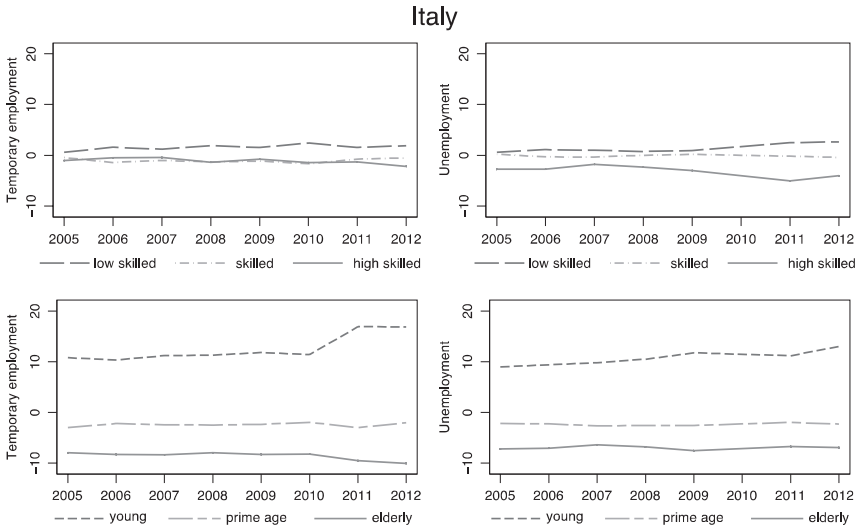 Italy
Temporary employment
20
10
0
−10
2005 2006 2007 2008 2009 2010 2011 2012
low skilled skilled high skilled
Unemployment
20
10
0
−10
2005 2006 2007 2008 2009 2010 2011 2012
low skilled skilled high skilled
Temporary employment
20
10
0
−10
2005 2006 2007 2008 2009 2010 2011 2012
young prime age elderly
Unemployment
20
10
0
−10
2005 2006 2007 2008 2009 2010 2011 2012
young prime age elderly